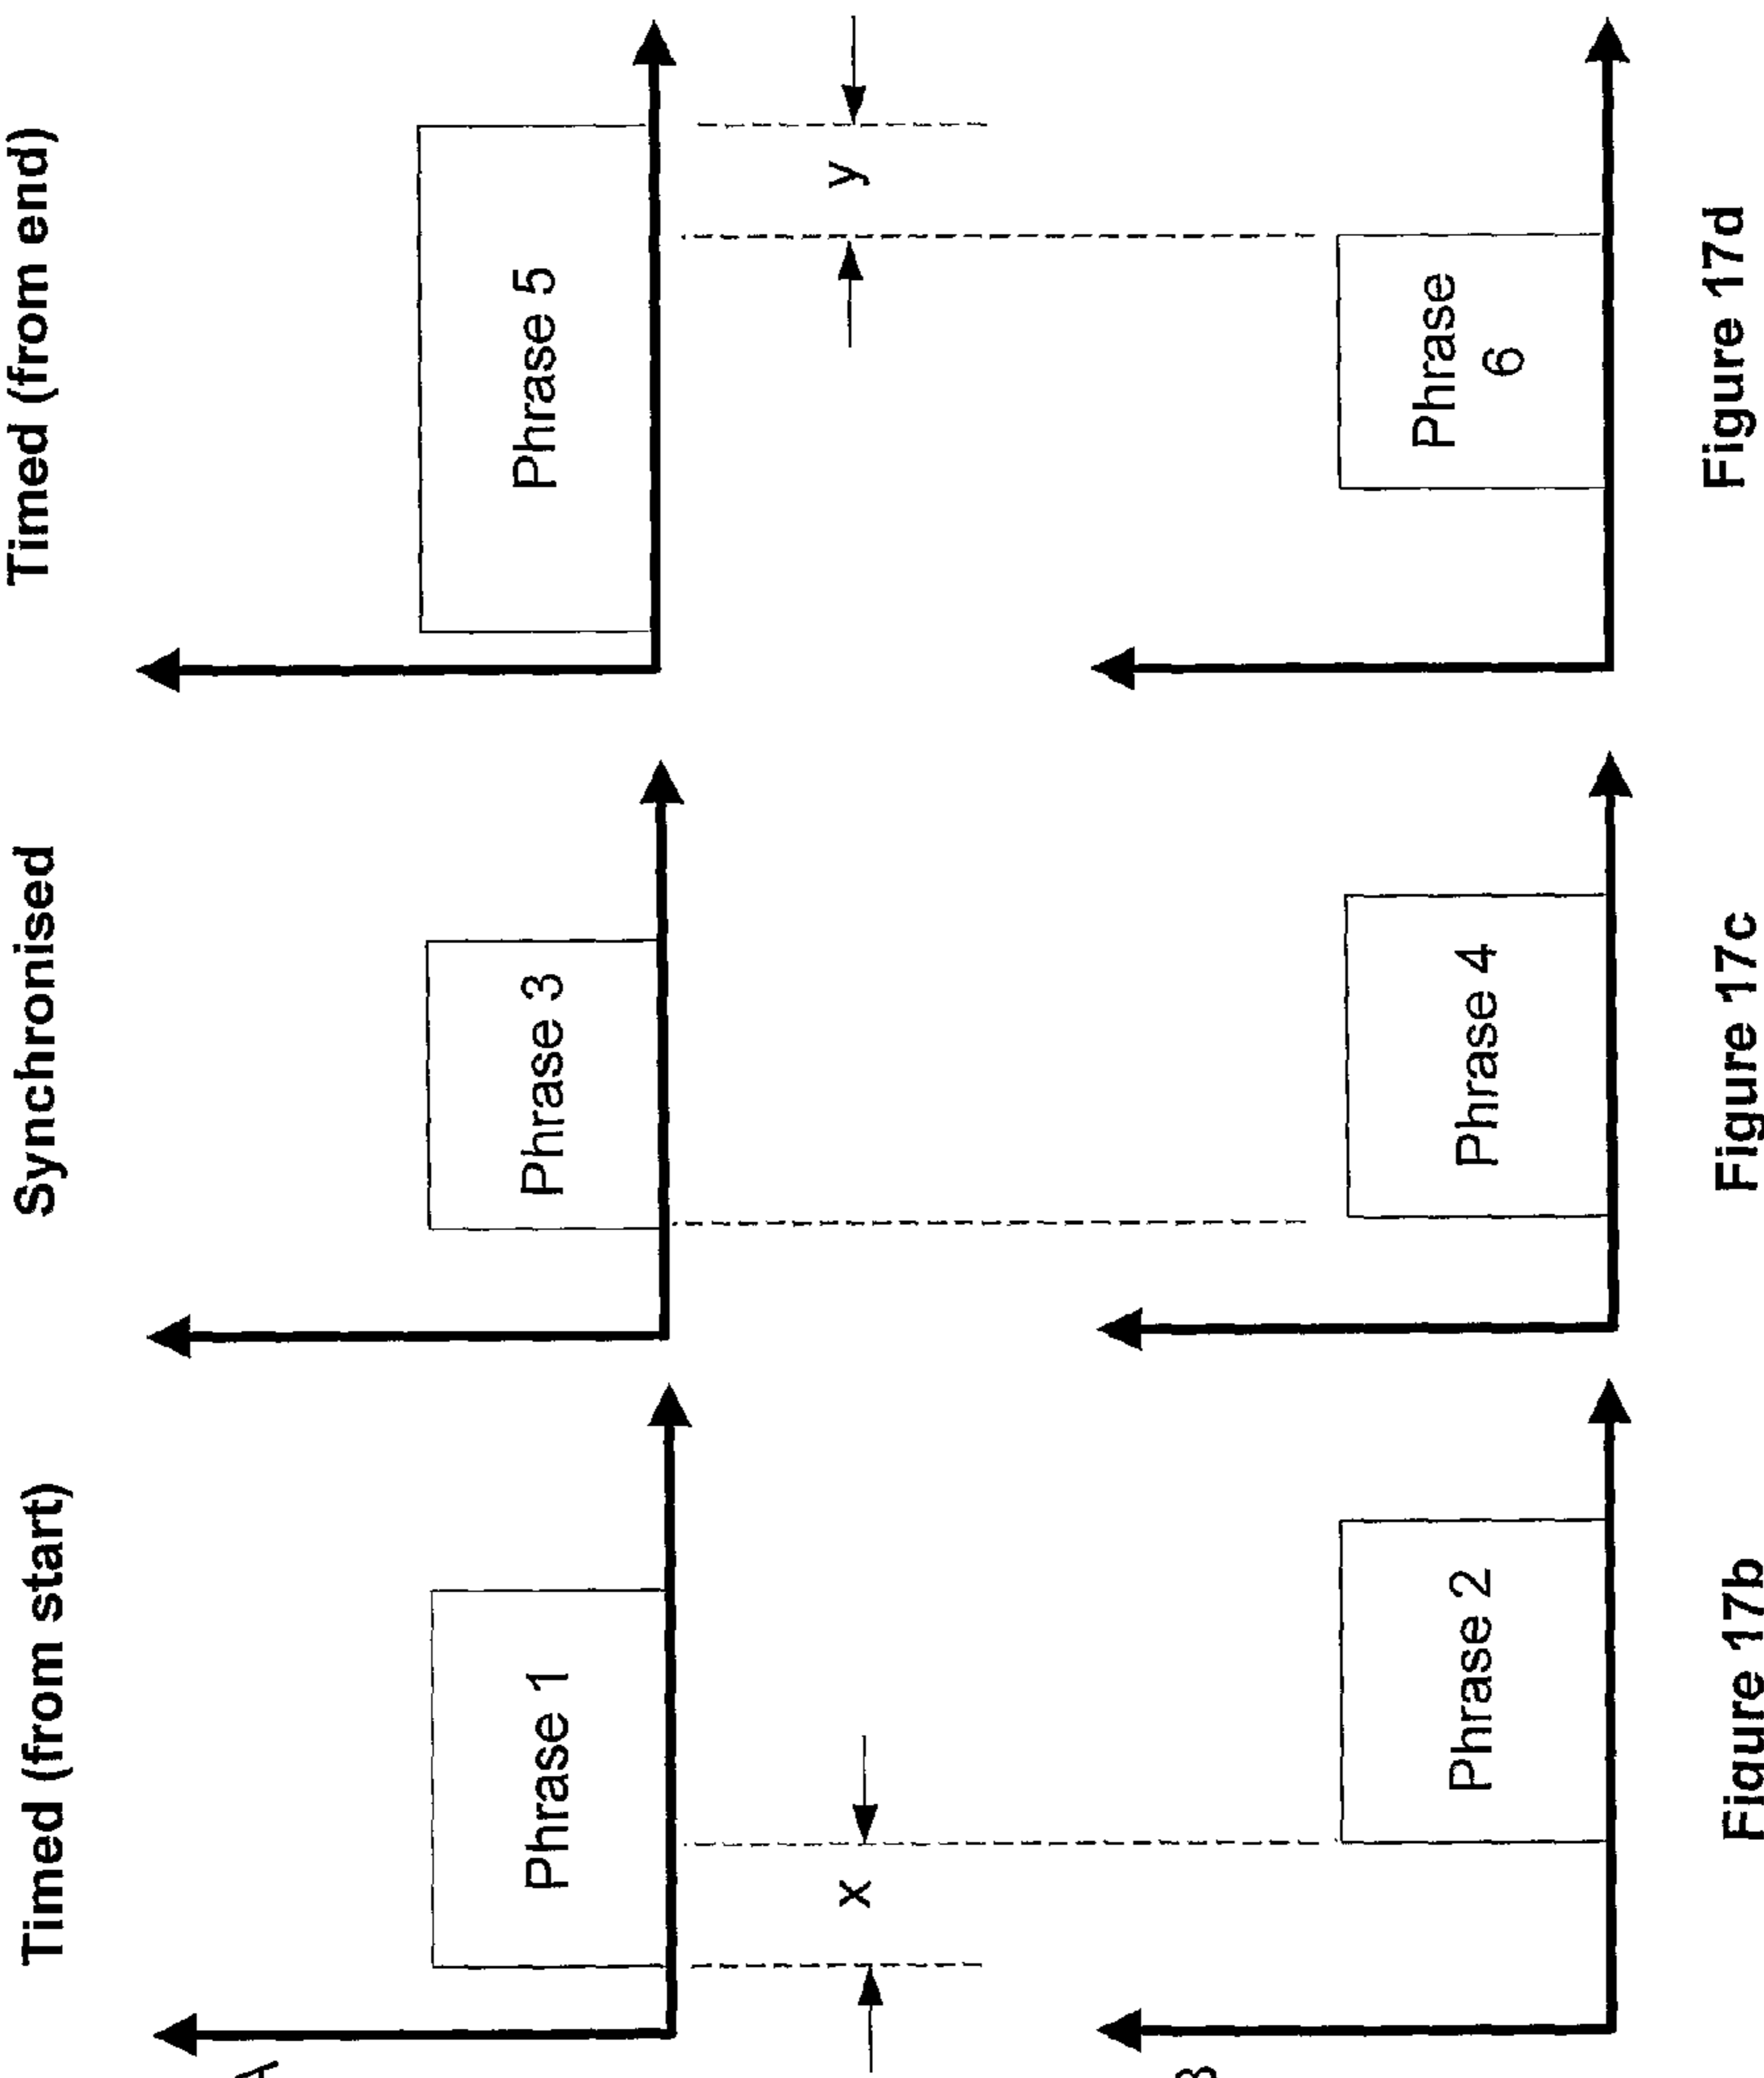 Timed (from start)
Synchronised
Timed (from end)
A
Phrase 1
Phrase 3
Phrase 5
x
y
Phrase 2
Phrase 4
Phrase
6
Figure 17b
Figure 17c
Figure 17d